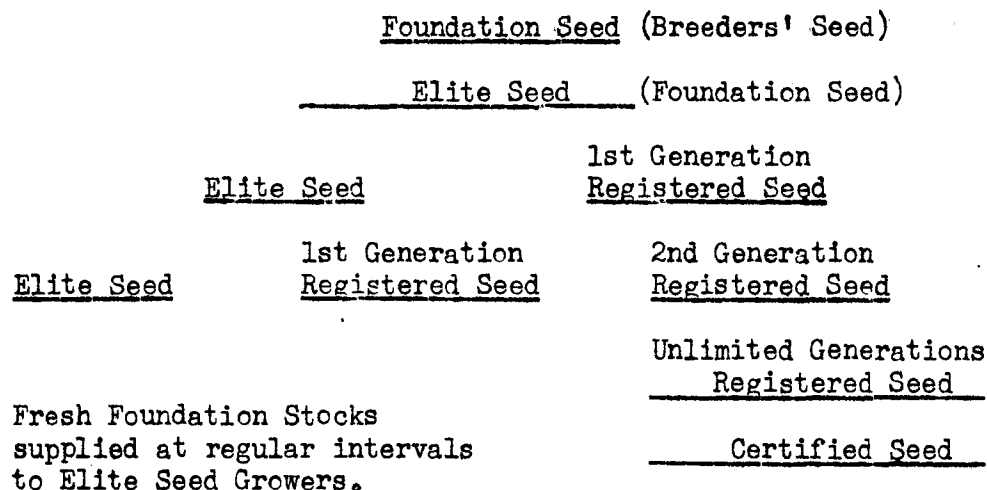 Foundation Seed (Breeders' Seed)
Elite Seed (Foundation Seed)
1st Generation
Elite Seed Registered Seed
1st Generation 2nd Generation
Elite Seed Registered Seed Registered Seed
Unlimited Generations
Registered Seed
Fresh Foundation Stocks
supplied at regular intervals Certified Seed
to Elite Seed Growers.